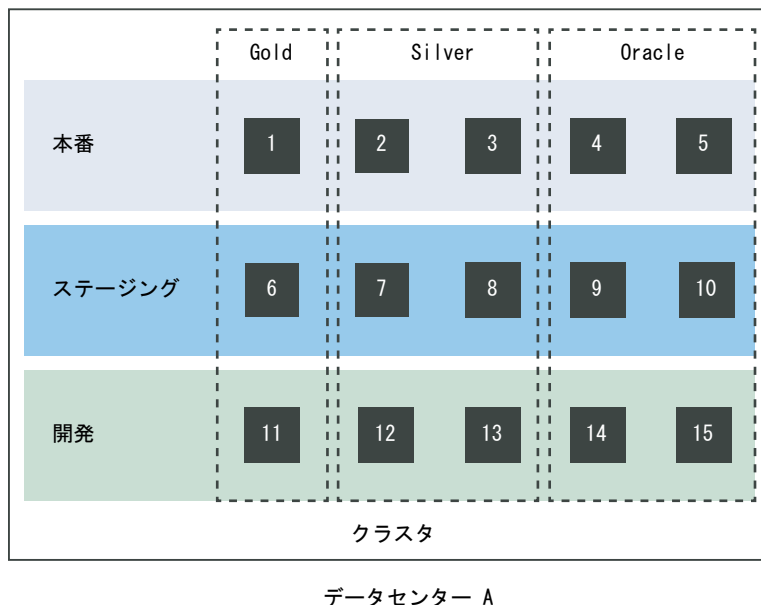 Gold Silver Oracle
本番 1 2 3 4 5
ステージング 6 7 8 9 10
開発 11 12 13 14 15
クラスタ
データセンター A